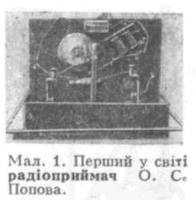 Мал. 1. Перший у світі
радіоприймач О. С.
Попова.